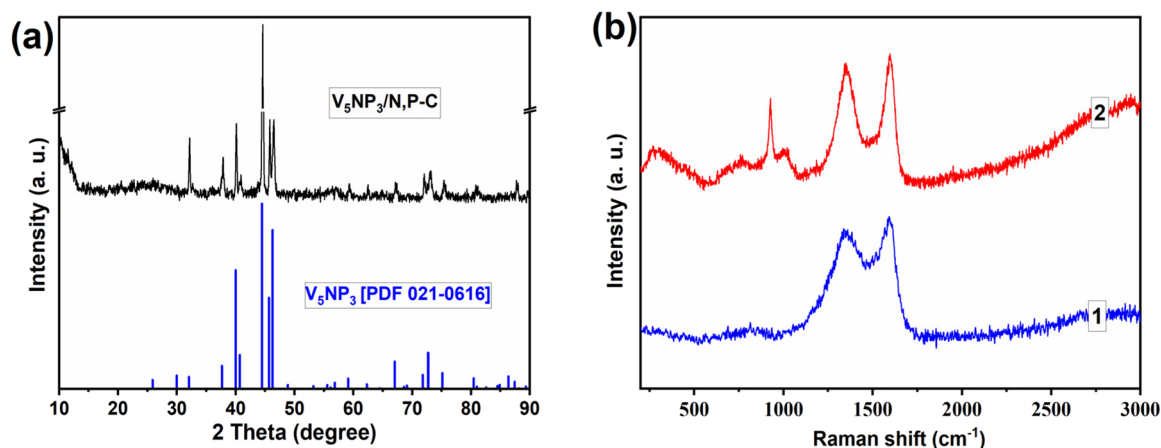 (a)
Intensity (a. u.)
V₅NP₃/N,P-C
V₅NP₃ [PDF 021-0616]
10 20 30 40 50 60 70 80 90
2 Theta (degree)
(b)
Intensity (a. u.)
2
1
500 1000 1500 2000 2500 3000
Raman shift (cm⁻¹)